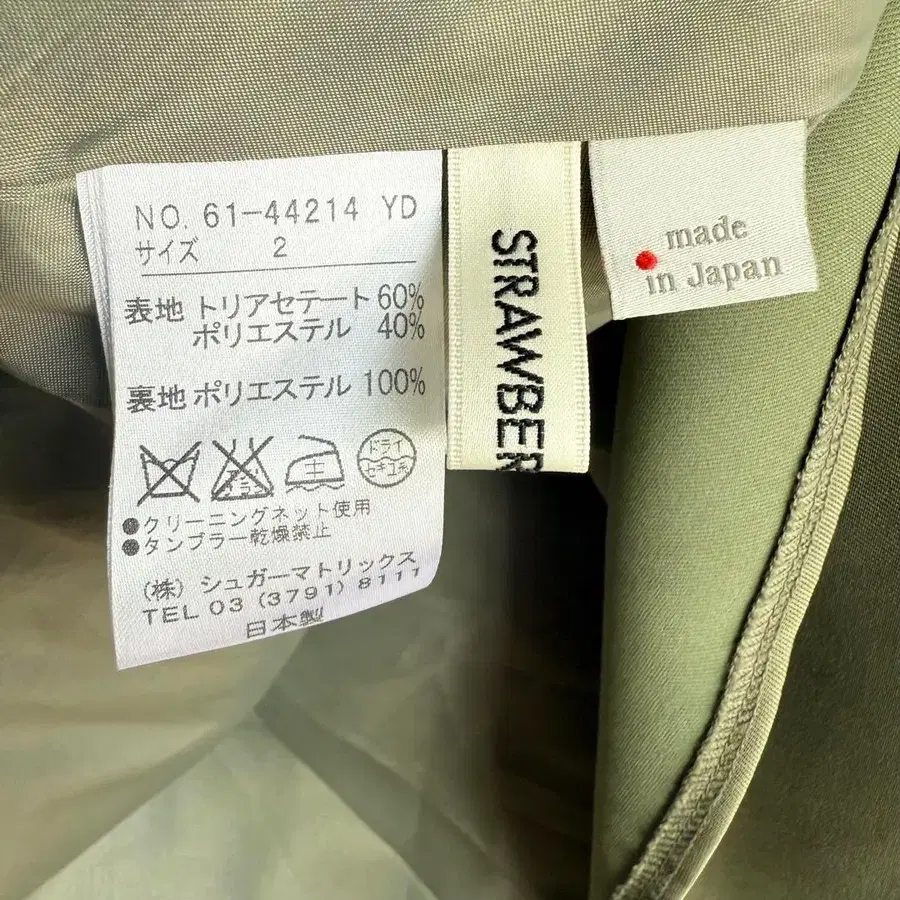 NO. 61-44214 YD
サイズ 2
表地 トリアセテート 60%
ポリエステル 40%
裏地 ポリエステル 100%
ドライ
セキユキ
●クリーニングネット使用
●タンブラー乾燥禁止
(株) シュガーマトリックス
TEL 03 (3791) 8111
日本製
STRAWBER
made
in Japan